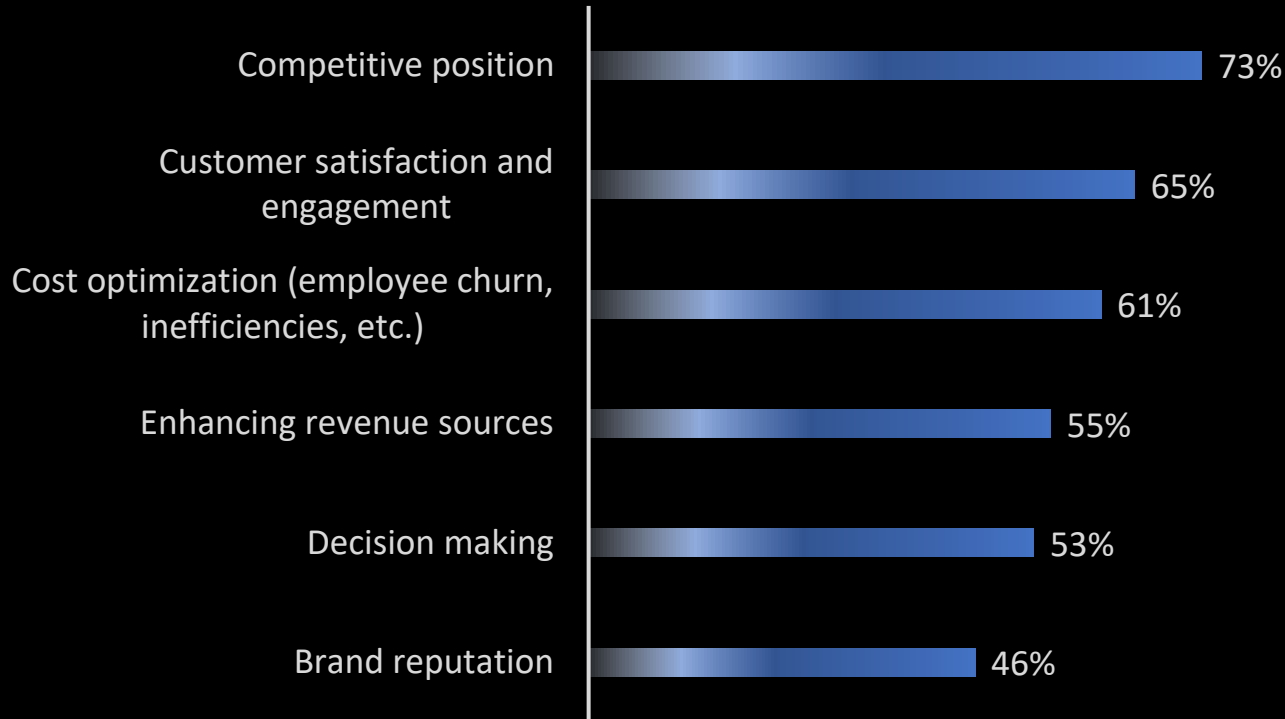 Competitive position
73%
Customer satisfaction and
engagement
65%
Cost optimization (employee churn,
inefficiencies, etc.)
61%
Enhancing revenue sources
55%
Decision making
53%
Brand reputation
46%